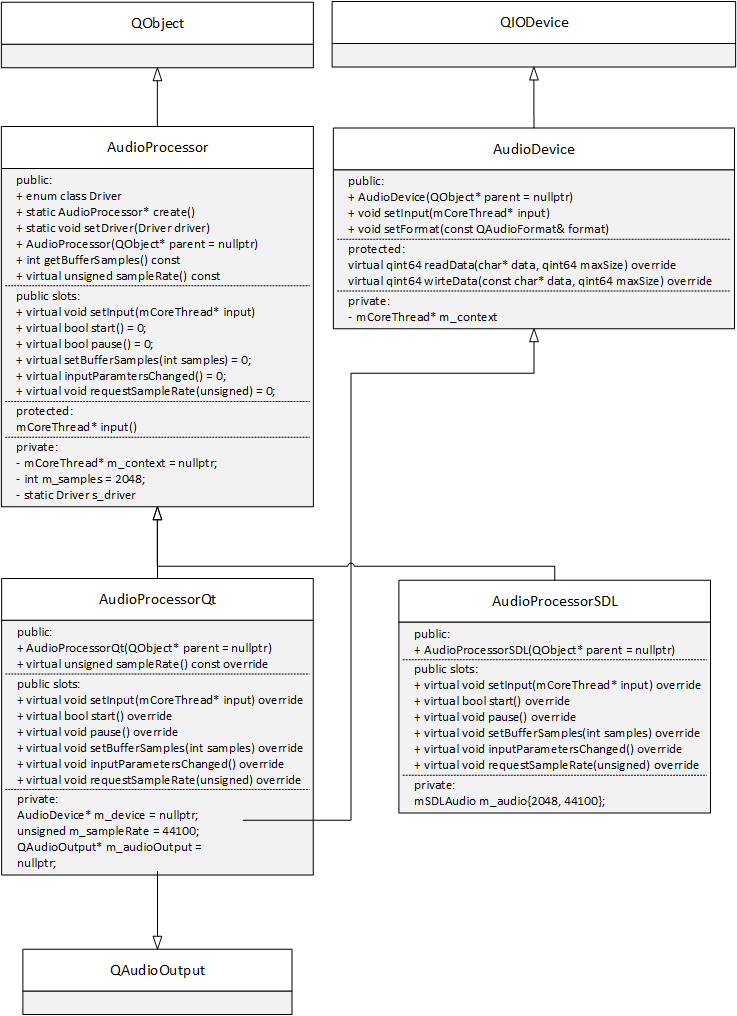 QObject
QIODevice
AudioProcessor
public:
+ enum class Driver
+ static AudioProcessor* create()
+ static void setDriver(Driver driver)
+ AudioProcessor(QObject* parent = nullptr)
+ int getBufferSamples() const
+ virtual unsigned sampleRate() const
public slots:
+ virtual void setInput(mCoreThread* input)
+ virtual bool start() = 0;
+ virtual bool pause() = 0;
+ virtual setBufferSamples(int samples) = 0;
+ virtual inputParamtersChanged() = 0;
+ virtual void requestSampleRate(unsigned) = 0;
protected:
mCoreThread* input()
private:
- mCoreThread* m_context = nullptr;
- int m_samples = 2048;
- static Driver s_driver
AudioDevice
public:
+ AudioDevice(QObject* parent = nullptr)
+ void setInput(mCoreThread* input)
+ void setFormat(const QAudioFormat& format)
protected:
virtual qint64 readData(char* data, qint64 maxSize) override
virtual qint64 wirteData(const char* data, qint64 maxSize) override
private:
- mCoreThread* m_context
AudioProcessorQt
public:
+ AudioProcessorQt(QObject* parent = nullptr)
+ virtual unsigned sampleRate() const override
public slots:
+ virtual void setInput(mCoreThread* input) override
+ virtual bool start() override
+ virtual void pause() override
+ virtual void setBufferSamples(int samples) override
+ virtual void inputParametersChanged() override
+ virtual void requestSampleRate(unsigned) override
private:
AudioDevice* m_device = nullptr;
unsigned m_sampleRate = 44100;
QAudioOutput* m_audioOutput =
nullptr;
AudioProcessorSDL
public:
+ AudioProcessorSDL(QObject* parent = nullptr)
public slots:
+ virtual void setInput(mCoreThread* input) override
+ virtual bool start() override
+ virtual void pause() override
+ virtual void setBufferSamples(int samples) override
+ virtual void inputParametersChanged() override
+ virtual void requestSampleRate(unsigned) override
private:
mSDLAudio m_audio{2048, 44100};
QAudioOutput